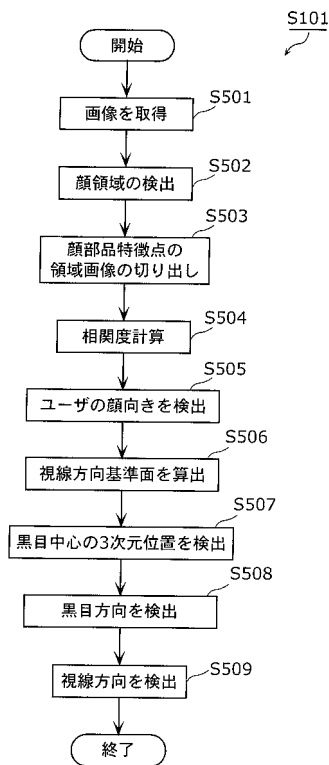 S101
開始
S501
画像を取得
S502
顔領域の検出
S503
顔部品特徴点の
領域画像の切り出し
S504
相関度計算
S505
ユーザの顔向きを検出
S506
視線方向基準面を算出
S507
黒目中心の3次元位置を検出
S508
黒目方向を検出
S509
視線方向を検出
終了